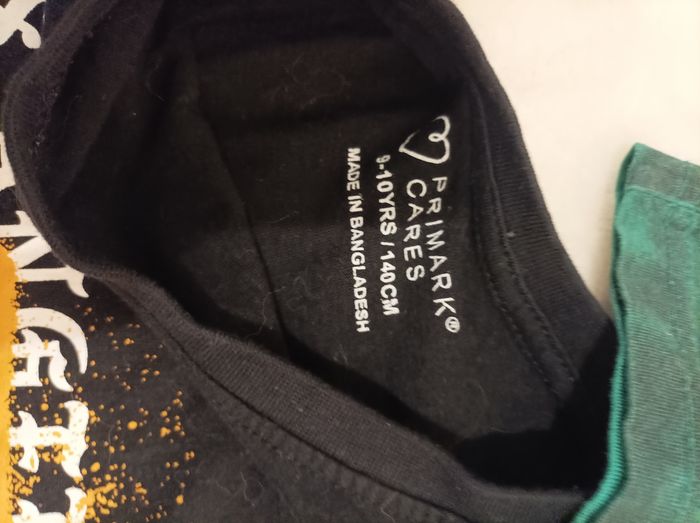 PRIMARK®
CARES
9-10YRS / 140CM
MADE IN BANGLADESH